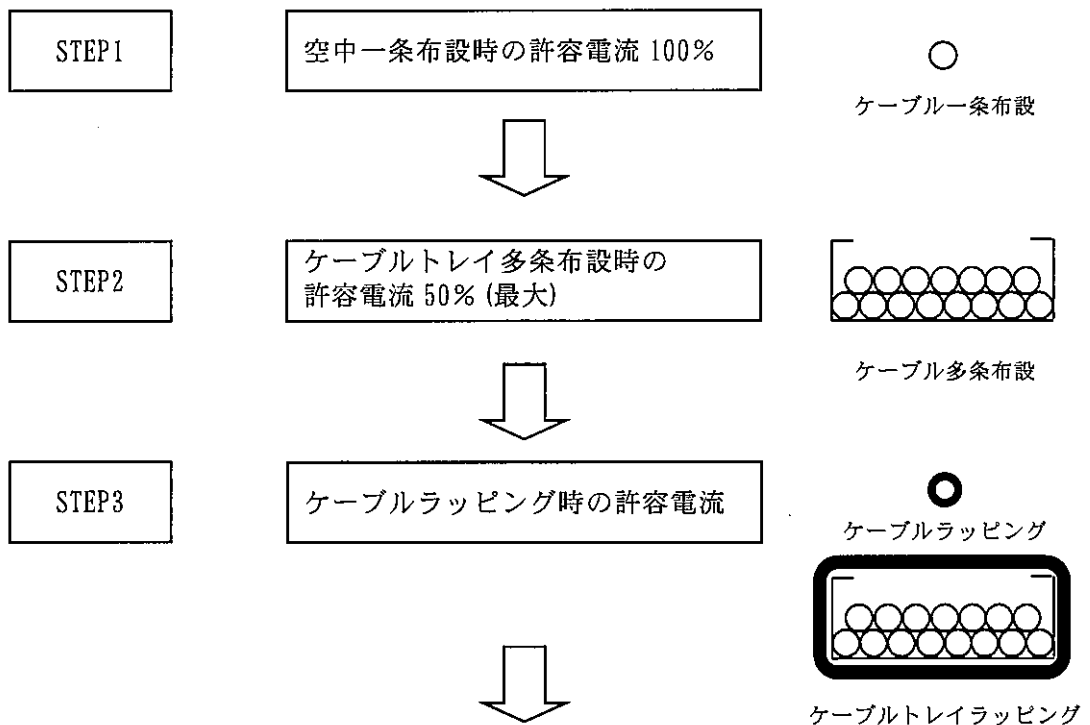 STEP1
空中一条布設時の許容電流 100%
ケーブル一条布設
STEP2
ケーブルトレイ多条布設時の
許容電流 50% (最大)
ケーブル多条布設
STEP3
ケーブルラッピング時の許容電流
ケーブルラッピング
ケーブルトレイラッピング